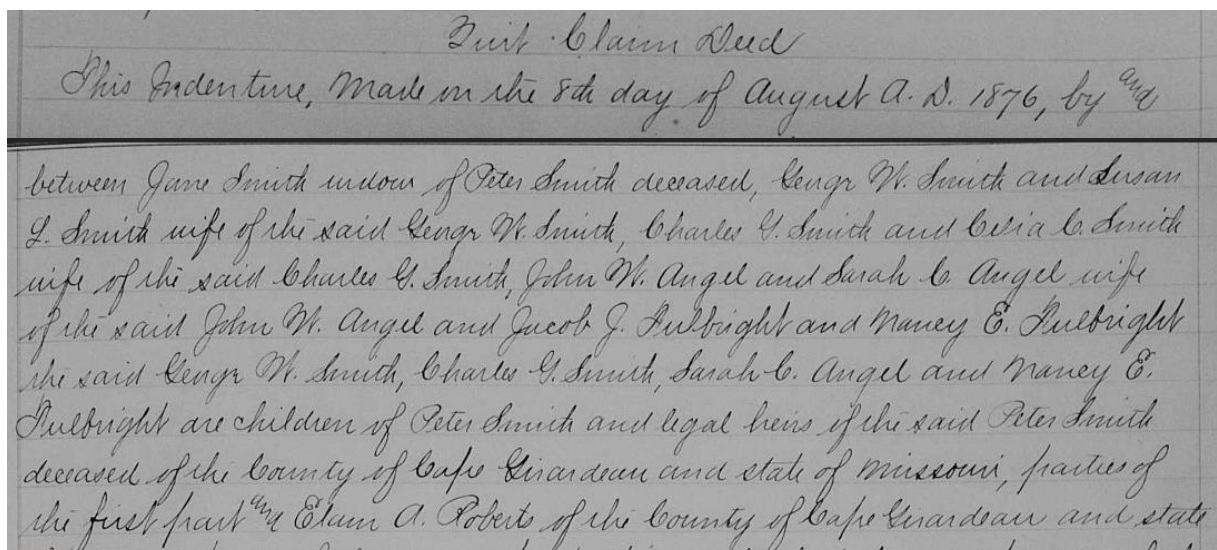 Quit Claim Deed
This Indenture, Made on the 8th day of August A. D. 1876, by and
between Jane Smith widow of Peter Smith deceased, George W. Smith and Susan
L. Smith wife of the said George W. Smith, Charles G. Smith and Celia C. Smith
wife of the said Charles G. Smith, John W. Angel and Sarah C. Angel wife
of the said John W. Angel and Jacob J. Fulbright and Nancy E. Fulbright
the said George W. Smith, Charles G. Smith, Sarah C. Angel and Nancy E.
Fulbright are children of Peter Smith and legal heirs of the said Peter Smith
deceased of the County of Cape Girardeau and state of Missouri, parties of
the first part and Elam A. Roberts of the County of Cape Girardeau and state